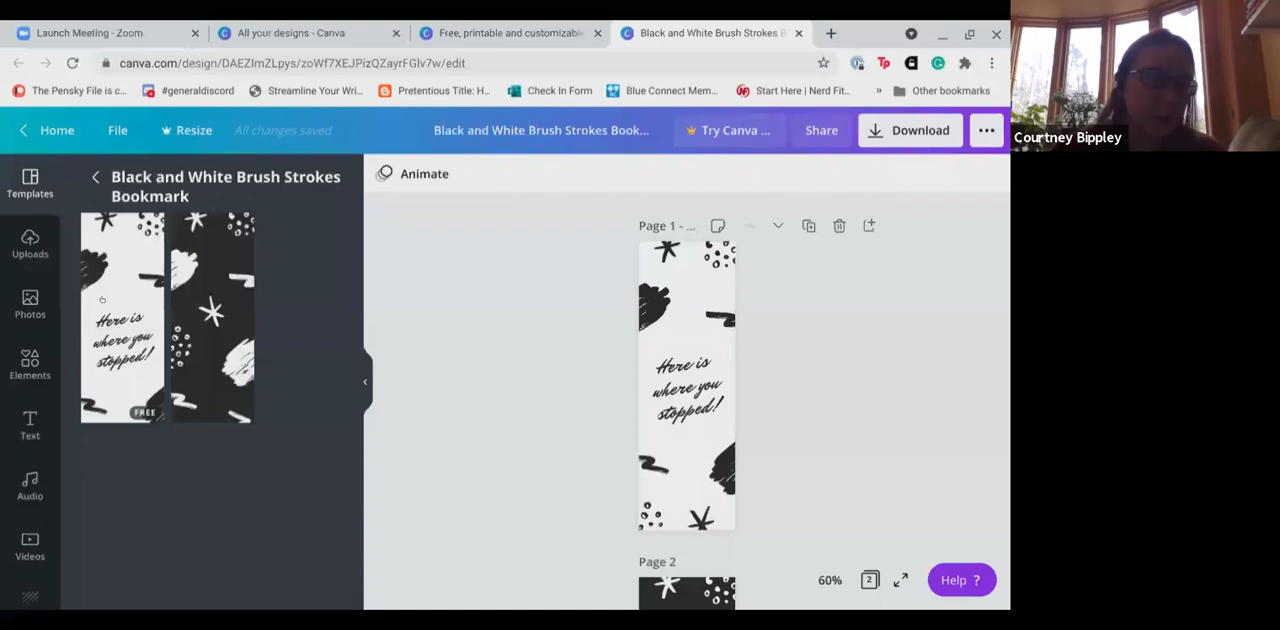 Launch Meeting - Zoom
All your designs - Canva
Free, printable and customizable
Black and White Brush Strokes B
canva.com/design/DAEZImZLpys/zoWf7XEJPizQZayrFGlv7w/edit
The Pensky File is c...
#generaldiscord
Streamline Your Wri...
Pretentious Title: H...
Check In Form
Blue Connect Mem...
Start Here | Nerd Fit...
»
Other bookmarks
Home
File
Resize
All changes saved
Black and White Brush Strokes Book...
Try Canva ...
Share
Download
Courtney Bippley
Templates
Uploads
Photos
Elements
Text
Audio
Videos
Black and White Brush Strokes
Bookmark
Here is
where you
stopped!
FREE
Animate
Page 1 - ...
Here is
where you
stopped!
Page 2
60%
2
Help ?